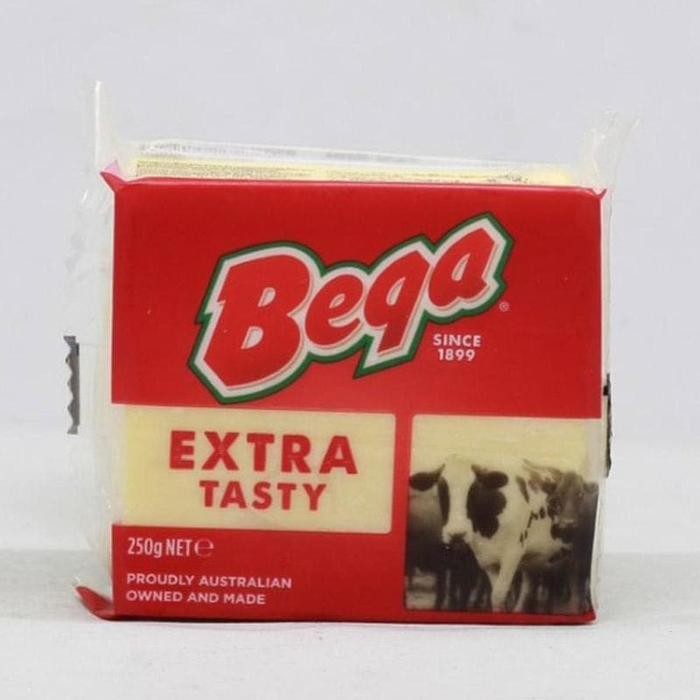 Bega®
SINCE
1899
EXTRA
TASTY
250g NET℮
PROUDLY AUSTRALIAN
OWNED AND MADE